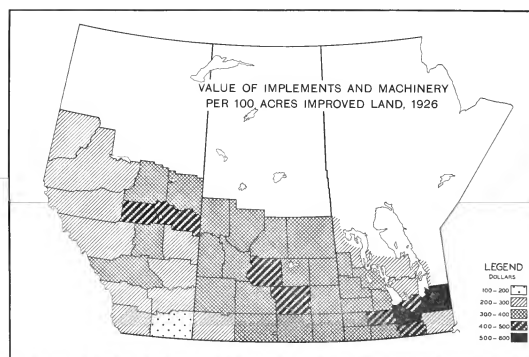 VALUE OF IMPLEMENTS AND MACHINERY
PER 100 ACRES IMPROVED LAND, 1926
LEGEND
DOLLARS
100-200
200-300
300-400
400-500
500-600